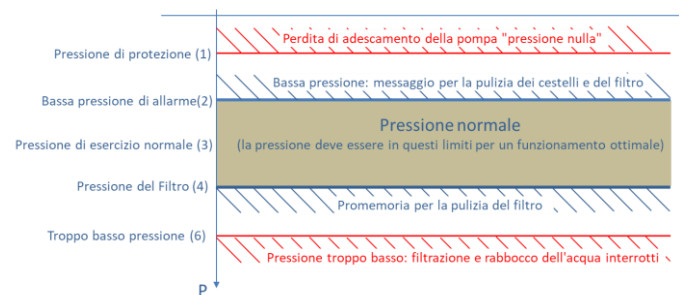 Perdita di adescamento della pompa "pressione nulla"
Pressione di protezione (1)
Bassa pressione: messaggio per la pulizia dei cestelli e del filtro
Bassa pressione di allarme(2)
Pressione normale
Pressione di esercizio normale (3)
(la pressione deve essere in questi limiti per un funzionamento ottimale)
Pressione del Filtro (4)
Promemoria per la pulizia del filtro
Troppo basso pressione (6)
Pressione troppo basso: filtrazione e rabbocco dell'acqua interrotti
P